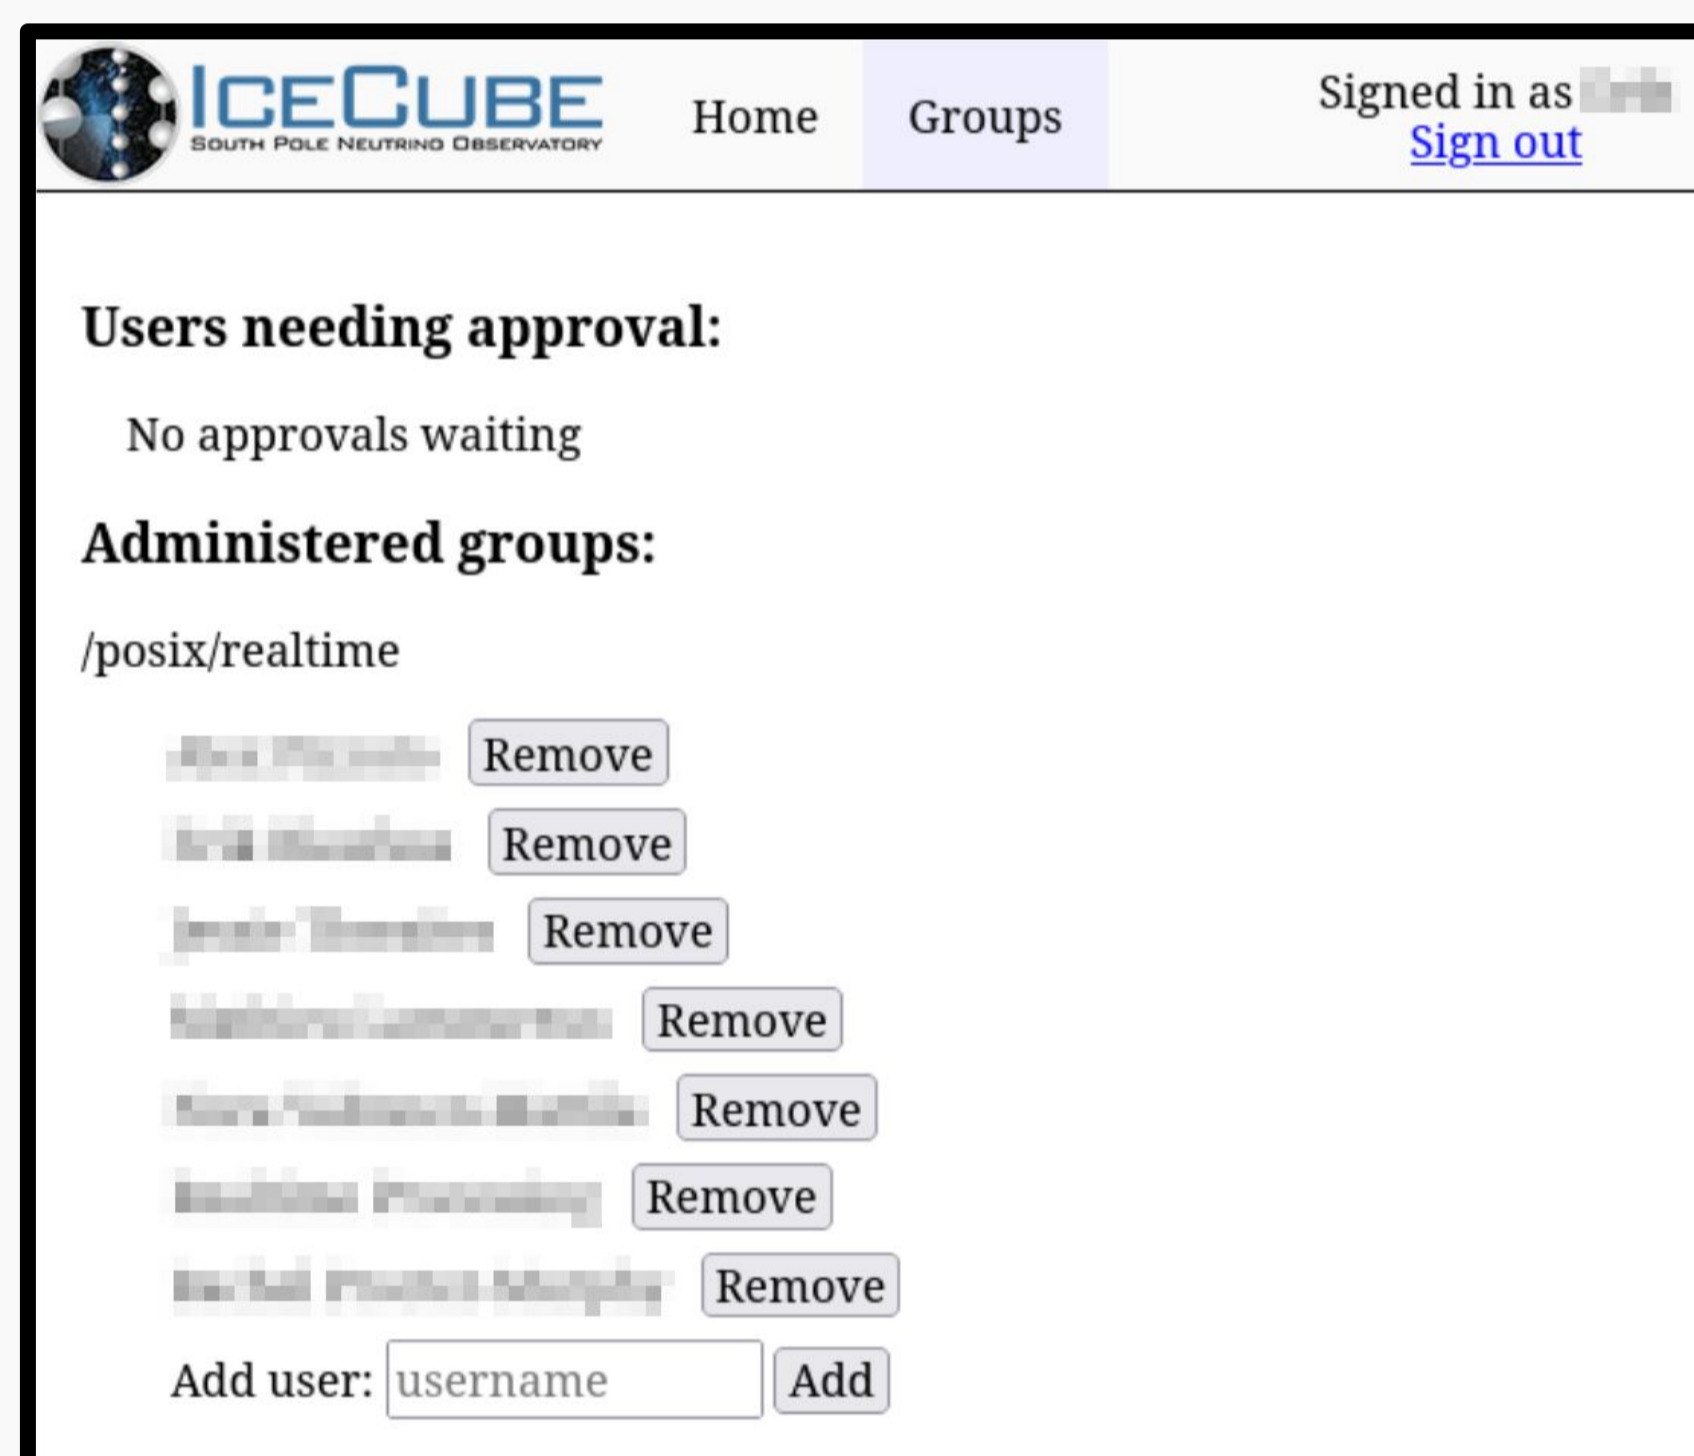 ICECUBE
SOUTH POLE NEUTRINO OBSERVATORY
Home
Groups
Signed in as
Sign out
Users needing approval:
No approvals waiting
Administered groups:
/posix/realtime
Remove
Remove
Remove
Remove
Remove
Remove
Remove
Add user: username Add